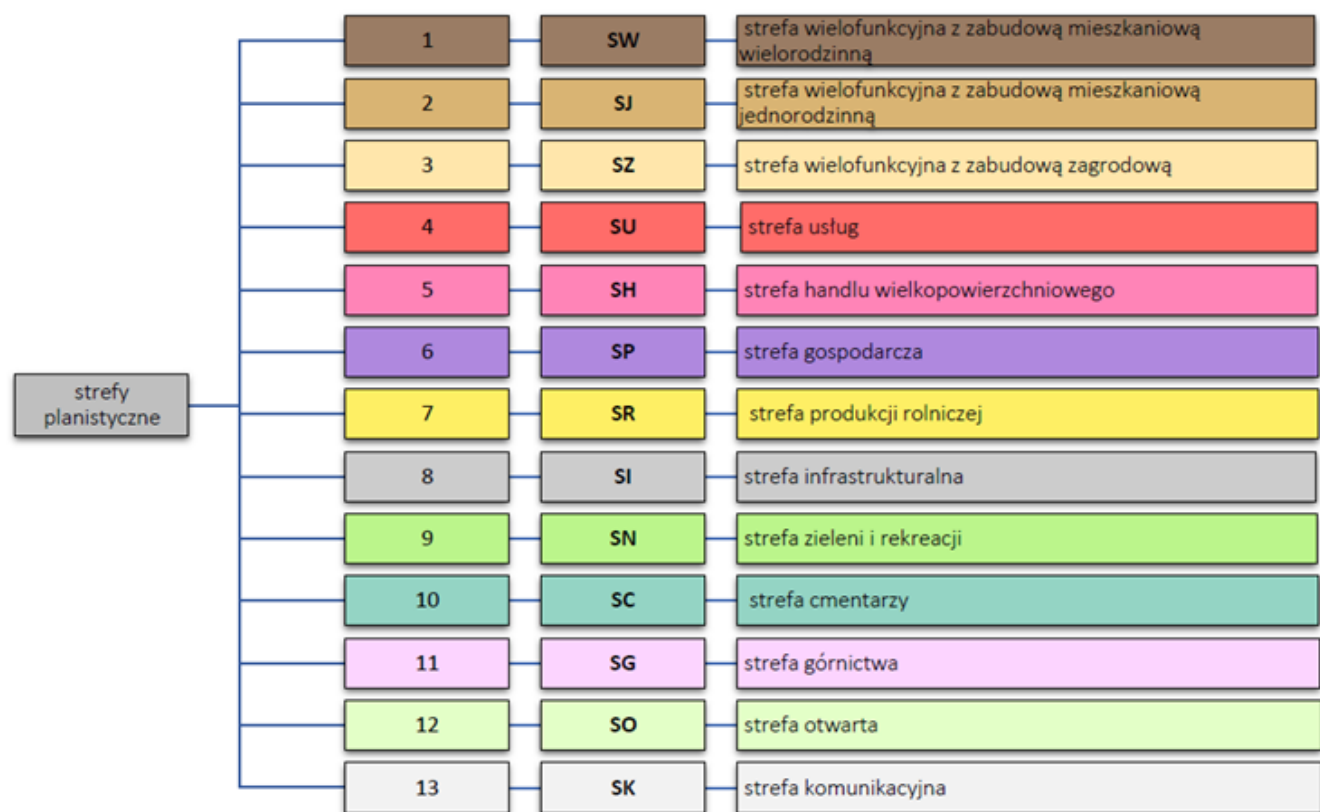 1 SW strefa wielofunkcyjna z zabudową mieszkaniową
wielorodzinną
2 SJ strefa wielofunkcyjna z zabudową mieszkaniową
jednorodzinną
3 SZ strefa wielofunkcyjna z zabudową zagrodową
4 SU strefa usług
5 SH strefa handlu wielkopowierzchniowego
6 SP strefa gospodarcza
strefy
planistyczne
7 SR strefa produkcji rolniczej
8 SI strefa infrastrukturalna
9 SN strefa zieleni i rekreacji
10 SC strefa cmentarzy
11 SG strefa górnictwa
12 SO strefa otwarta
13 SK strefa komunikacyjna